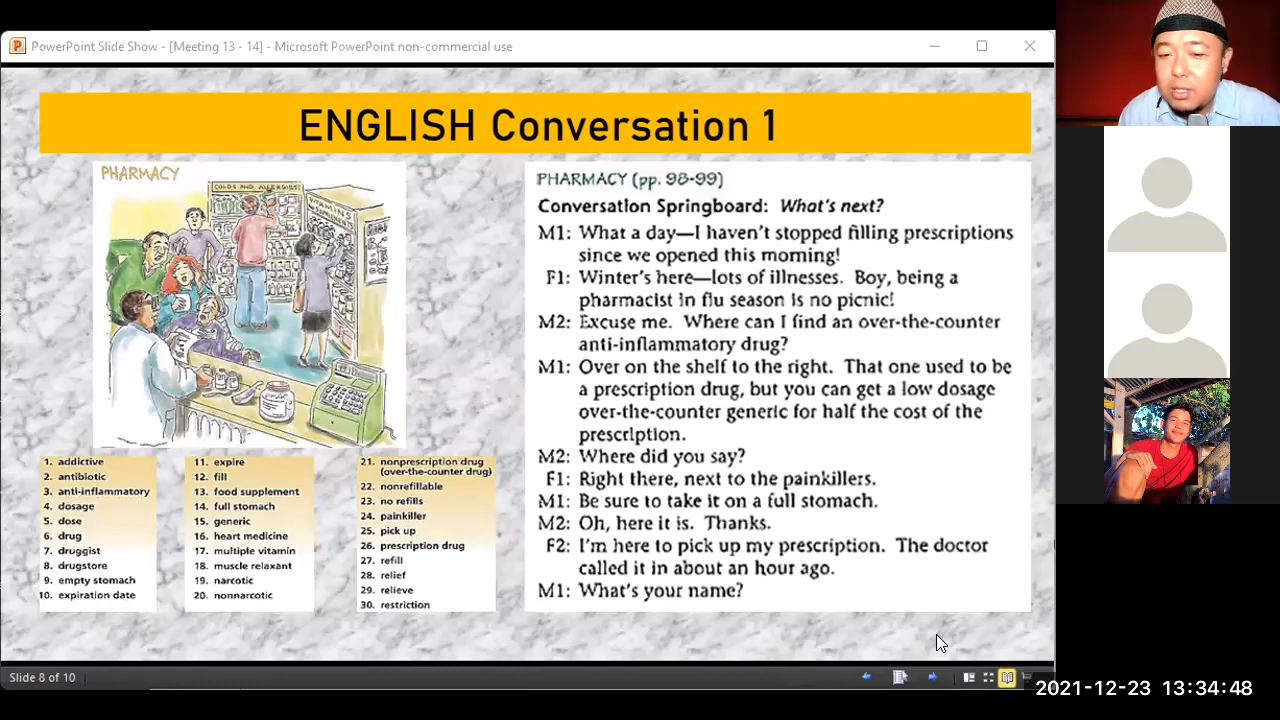 PowerPoint Slide Show - [Meeting 13 - 14] - Microsoft PowerPoint non-commercial use
ENGLISH Conversation 1
PHARMACY
COLDS AND ALLERGIES
VITAMINS
1. addictive
2. antibiotic
3. anti-inflammatory
4. dosage
5. dose
6. drug
7. druggist
8. drugstore
9. empty stomach
10. expiration date
11. expire
12. fill
13. food supplement
14. full stomach
15. generic
16. heart medicine
17. multiple vitamin
18. muscle relaxant
19. narcotic
20. nonnarcotic
21. nonprescription drug
(over-the-counter drug)
22. nonrefillable
23. no refills
24. painkiller
25. pick up
26. prescription drug
27. refill
28. relief
29. relieve
30. restriction
PHARMACY (pp. 98-99)
Conversation Springboard: What's next?
M1: What a day—I haven't stopped filling prescriptions
since we opened this morning!
F1: Winter's here—lots of illnesses. Boy, being a
pharmacist in flu season is no picnic!
M2: Excuse me. Where can I find an over-the-counter
anti-inflammatory drug?
M1: Over on the shelf to the right. That one used to be
a prescription drug, but you can get a low dosage
over-the-counter generic for half the cost of the
prescription.
M2: Where did you say?
F1: Right there, next to the painkillers.
M1: Be sure to take it on a full stomach.
M2: Oh, here it is. Thanks.
F2: I'm here to pick up my prescription. The doctor
called it in about an hour ago.
M1: What's your name?
Slide 8 of 10
2021-12-23 13:34:48